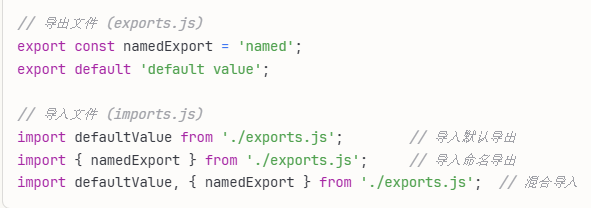 // 导出文件 (exports.js)
export const namedExport = 'named';
export default 'default value';
// 导入文件 (imports.js)
import defaultValue from './exports.js'; // 导入默认导出
import { namedExport } from './exports.js'; // 导入命名导出
import defaultValue, { namedExport } from './exports.js'; // 混合导入